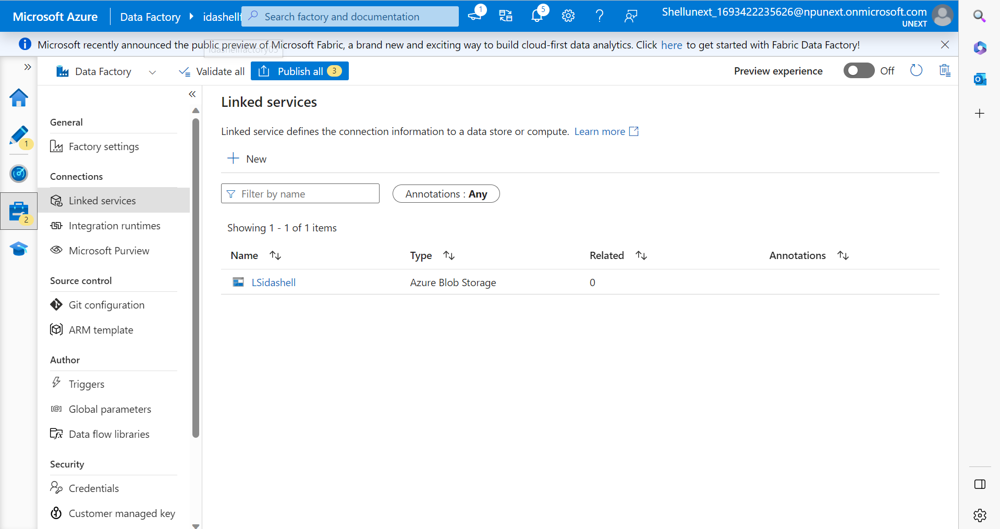 Microsoft Azure
Data Factory
idashellf
Search factory and documentation
1
5
Shellunext_1693422235626@npunext.onmicrosoft.com
UNEXT
Microsoft recently announced the public preview of Microsoft Fabric, a brand new and exciting way to build cloud-first data analytics. Click here to get started with Fabric Data Factory!
idashellfactory05
Data Factory
Validate all
Publish all 3
Preview experience
Off
1
2
General
Factory settings
Connections
Linked services
Integration runtimes
Microsoft Purview
Source control
Git configuration
ARM template
Author
Triggers
Global parameters
Data flow libraries
Security
Credentials
Customer managed key
Linked services
Linked service defines the connection information to a data store or compute. Learn more
New
Filter by name
Annotations : Any
Showing 1 - 1 of 1 items
Name Type Related Annotations
LSidashell Azure Blob Storage 0